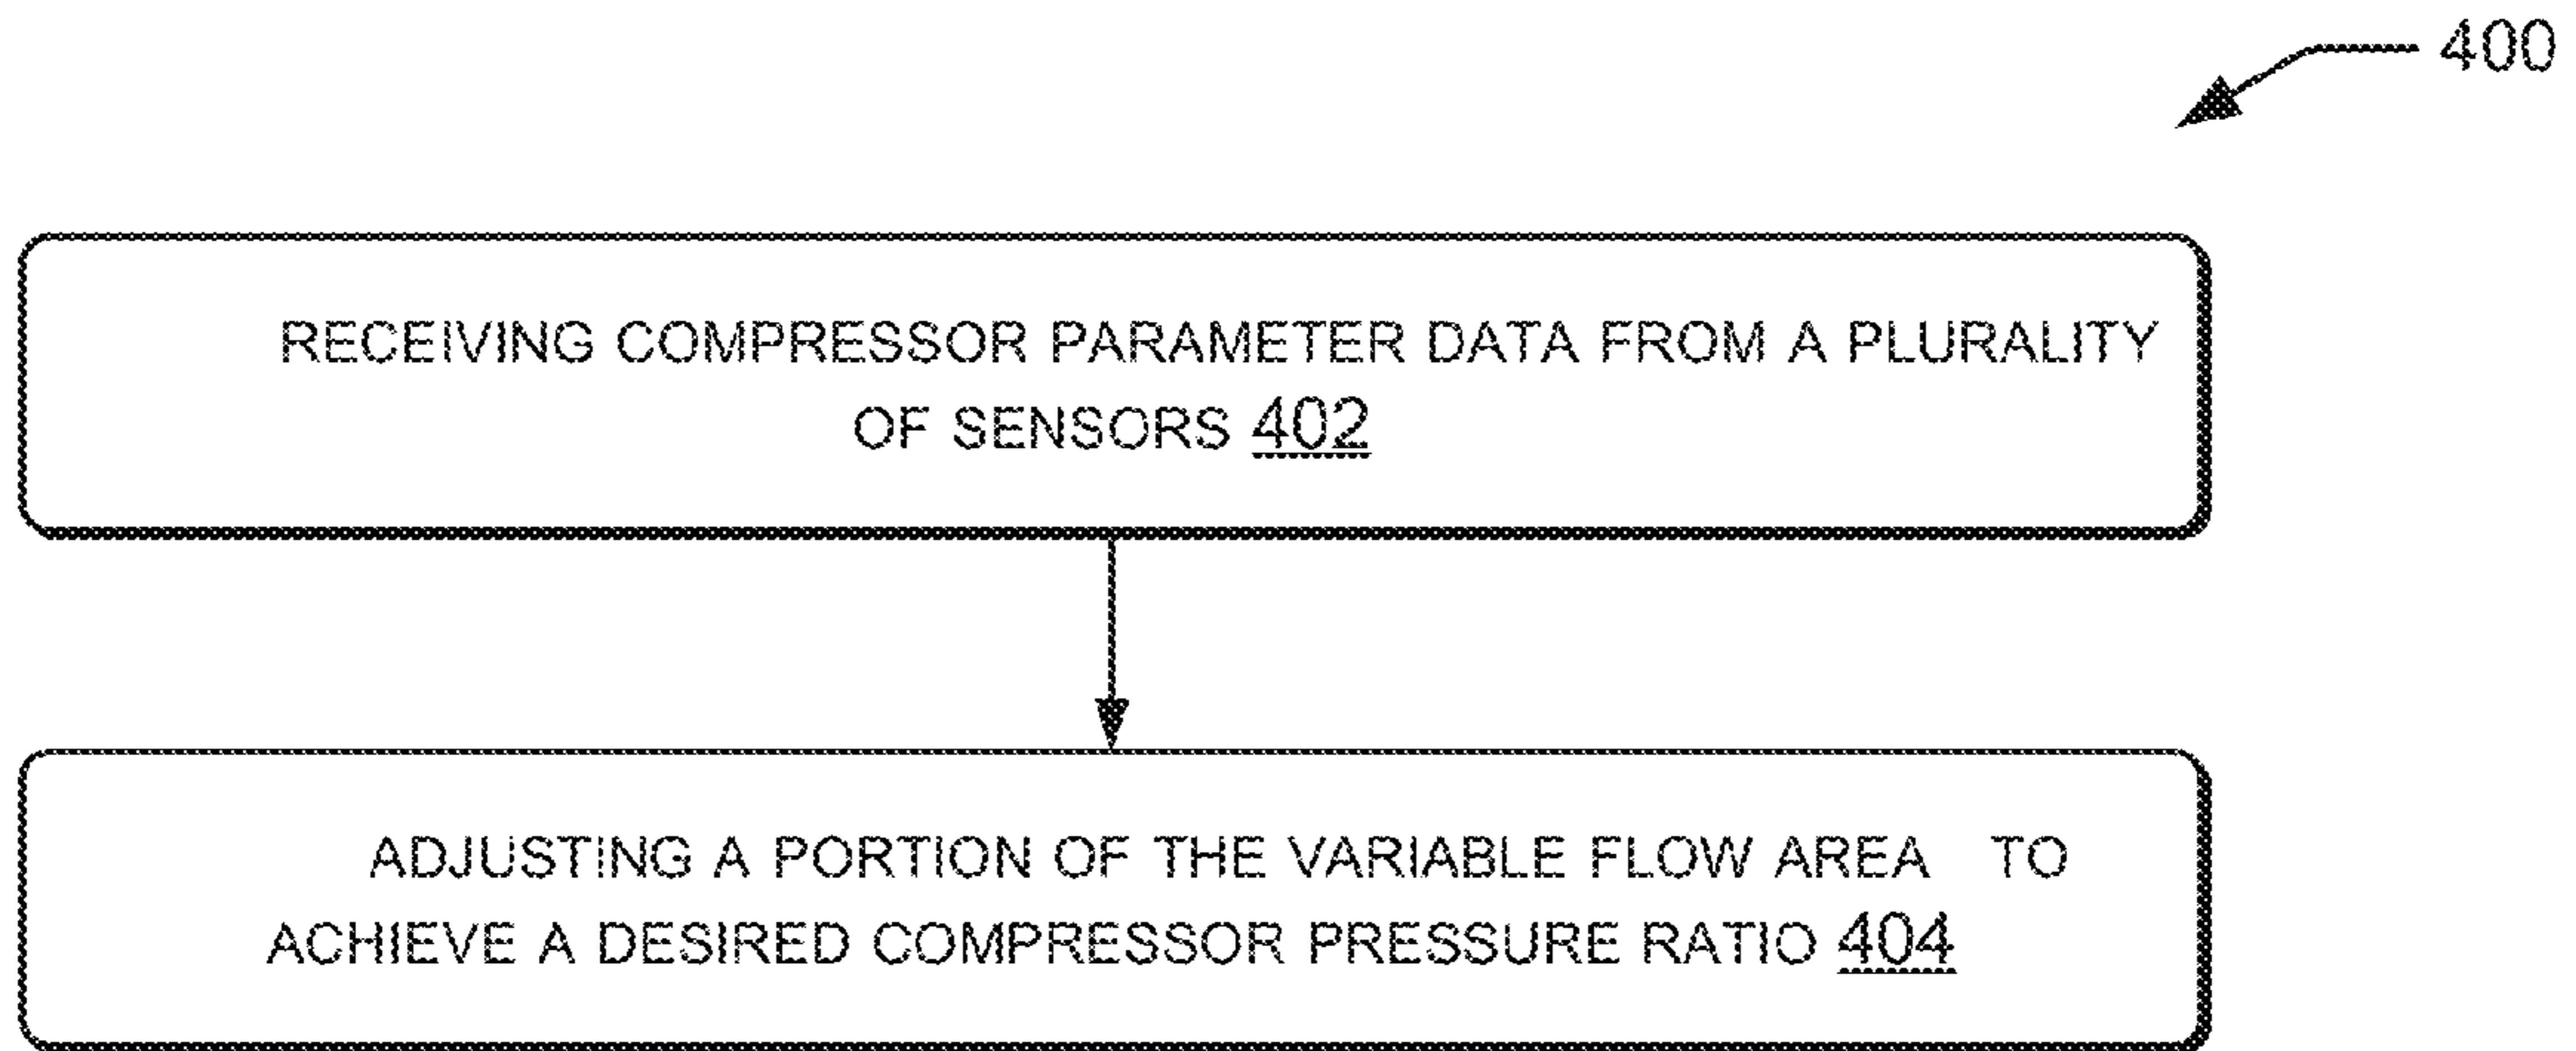 400
RECEIVING COMPRESSOR PARAMETER DATA FROM A PLURALITY
OF SENSORS 402
ADJUSTING A PORTION OF THE VARIABLE FLOW AREA TO
ACHIEVE A DESIRED COMPRESSOR PRESSURE RATIO 404